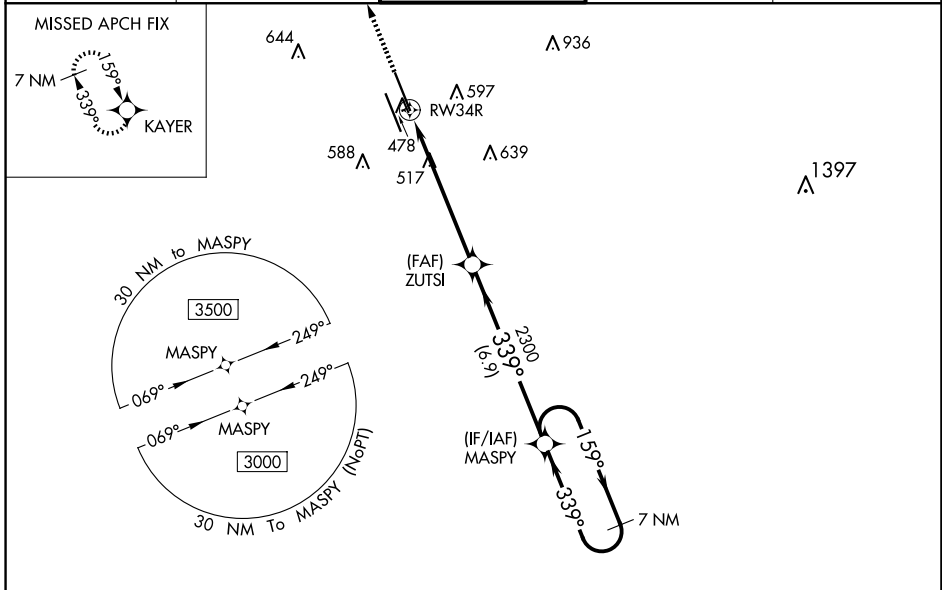 MISSED APCH FIX
7 NM
159°
339°
KAYER
644
936
597
RW34R
478
588
517
639
1397
(FAF)
ZUTSI
2300
339°
(6.9)
(IF/IAF)
MASPY
159°
339°
7 NM
30 NM to MASPY
3500
MASPY
249°
069°
249°
069°
MASPY
3000
30 NM To MASPY (NoPT)